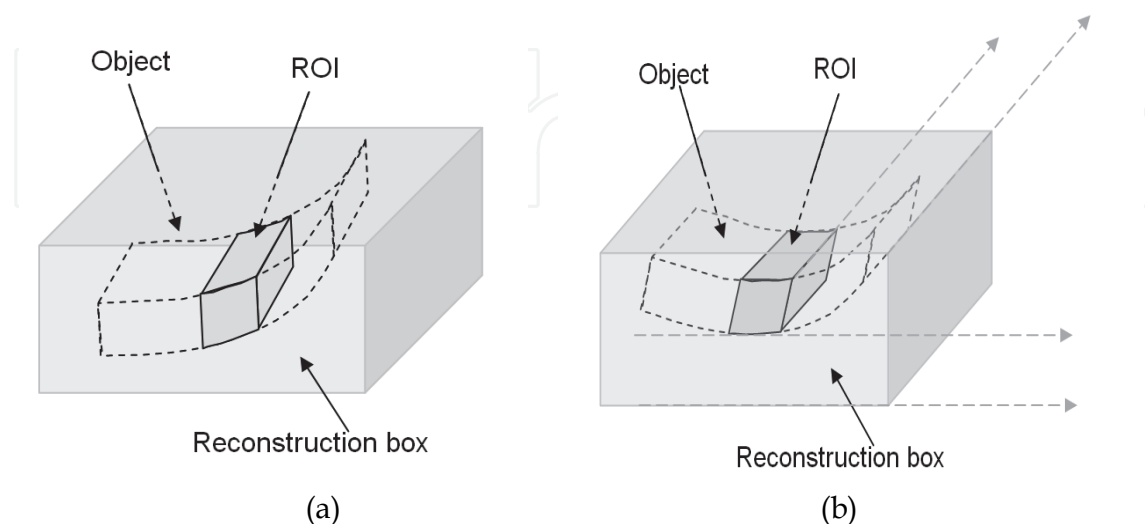 Object
ROI
Reconstruction box
(a)
Object
ROI
Reconstruction box
(b)